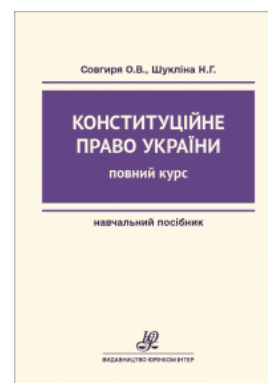 Совгиря О.В., Шукліна Н.Г.
КОНСТИТУЦІЙНЕ
ПРАВО УКРАЇНИ
повний курс
навчальний посібник
ВИДАВНИЦТВО ЮРІНКОМ ІНТЕР